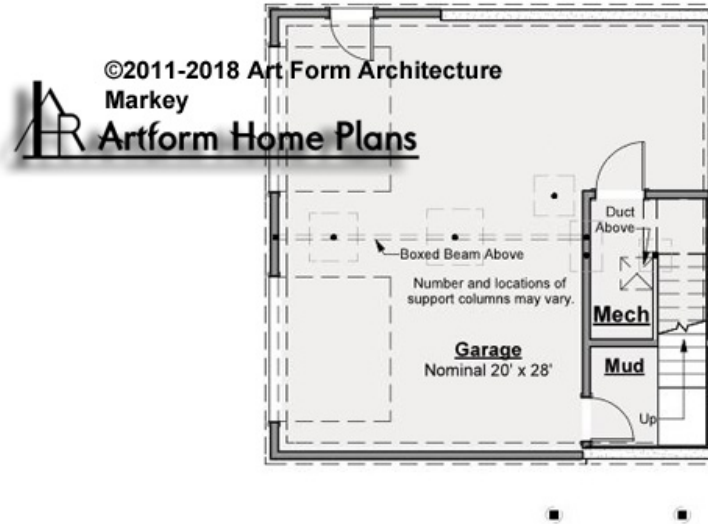 ©2011-2018 Art Form Architecture
Markey
AR Artform Home Plans
Duct
Above
Boxed Beam Above
Number and locations of
support columns may vary.
Mech
Garage
Nominal 20' x 28'
Mud
Up